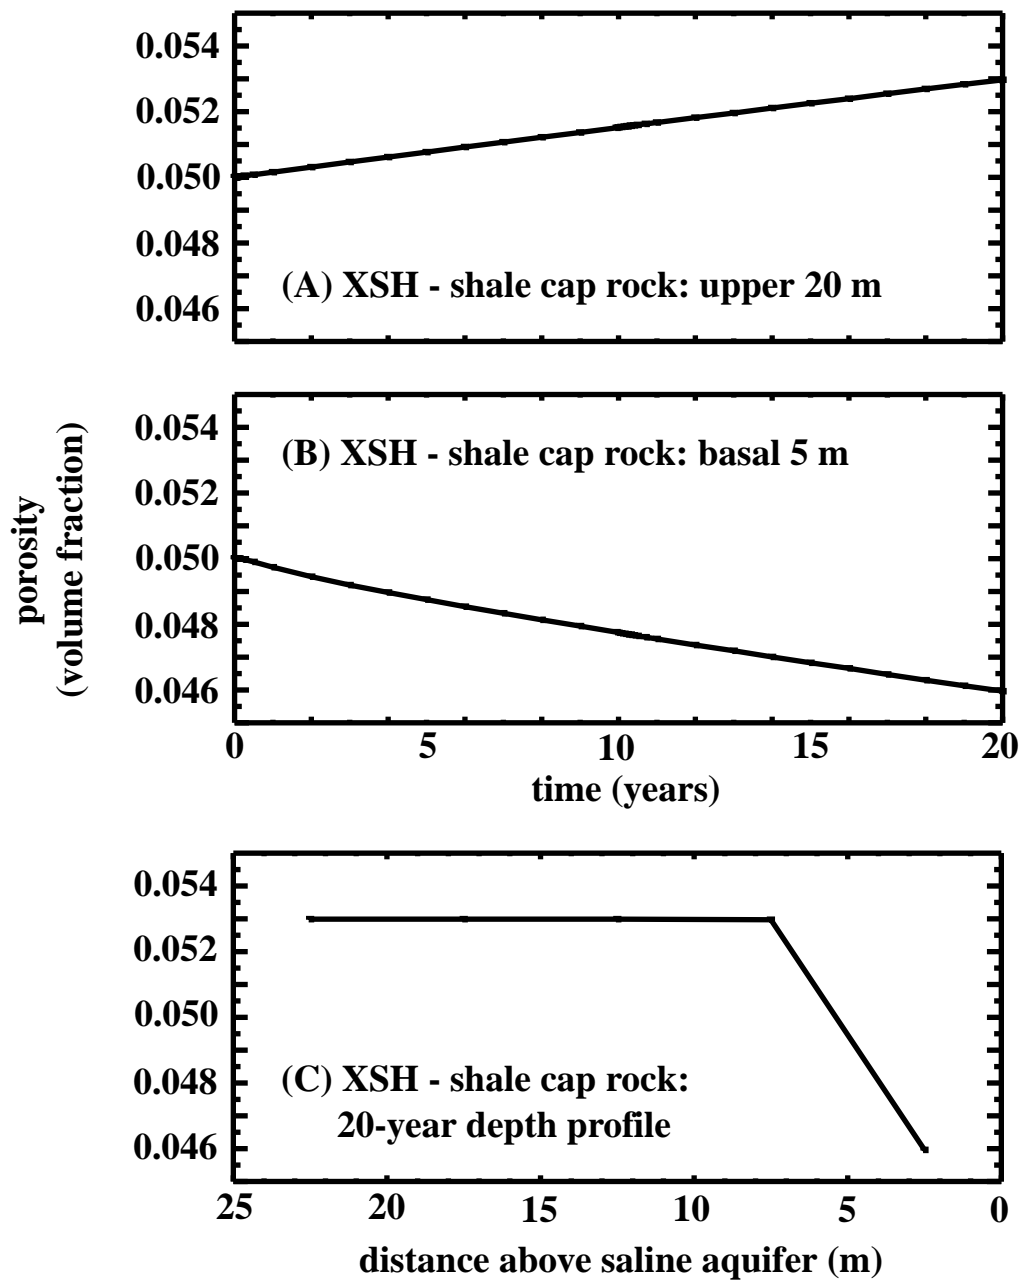 0.054
0.052
0.050
0.048
0.046
(A) XSH - shale cap rock: upper 20 m
porosity
(volume fraction)
0.054
0.052
0.050
0.048
0.046
(B) XSH - shale cap rock: basal 5 m
0 5 10 15 20
time (years)
0.054
0.052
0.050
0.048
0.046
(C) XSH - shale cap rock:
20-year depth profile
25 20 15 10 5 0
distance above saline aquifer (m)